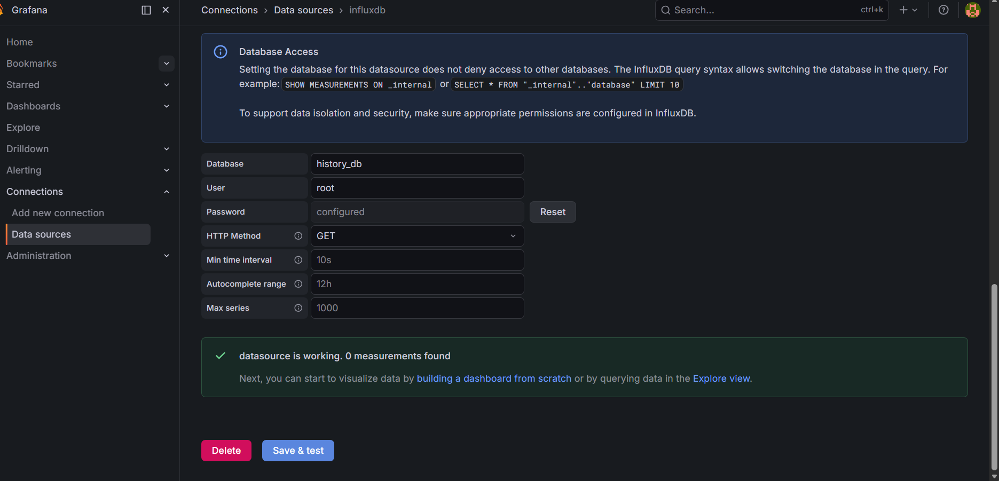 Grafana
Connections › Data sources › influxdb
Search... ctrl+k
Home
Bookmarks
Starred
Dashboards
Explore
Drilldown
Alerting
Connections
Add new connection
Data sources
Administration
Database Access
Setting the database for this datasource does not deny access to other databases. The InfluxDB query syntax allows switching the database in the query. For
example: SHOW MEASUREMENTS ON _internal or SELECT * FROM "_internal".."database" LIMIT 10
To support data isolation and security, make sure appropriate permissions are configured in InfluxDB.
Database history_db
User root
Password configured Reset
HTTP Method GET
Min time interval 10s
Autocomplete range 12h
Max series 1000
datasource is working. 0 measurements found
Next, you can start to visualize data by building a dashboard from scratch or by querying data in the Explore view.
Delete Save & test